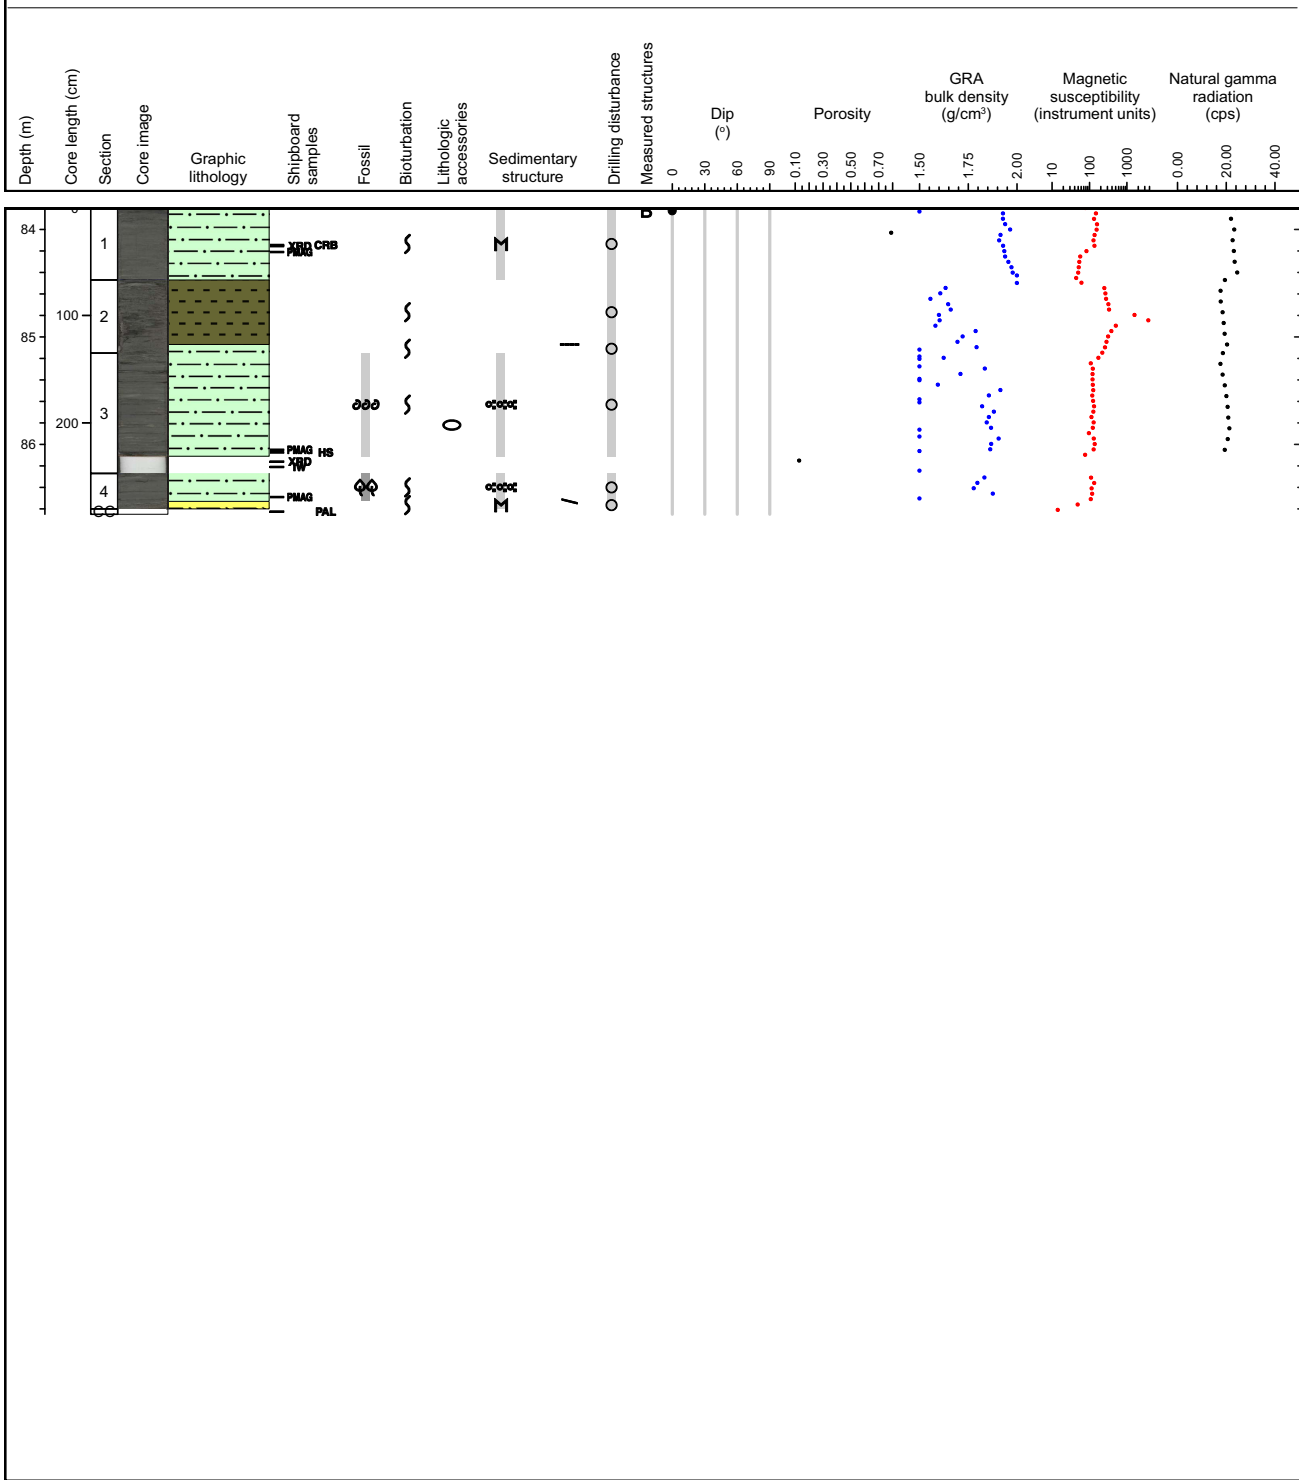 Depth (m)
Core length (cm)
Section
Core image
Graphic
lithology
Shipboard
samples
Fossil
Bioturbation
Lithologic
accessories
Sedimentary
structure
Drilling disturbance
Measured structures
Dip
(°)
0 30 60 90
Porosity
0.10 0.30 0.50 0.70
GRA
bulk density
(g/cm³)
1.50 1.75 2.00
Magnetic
susceptibility
(instrument units)
10 100 1000
Natural gamma
radiation
(cps)
0.00 20.00 40.00
0
84
1
XRD CRB
PMAG
M
100
2
85
3
200
86
PMAG HS
XRD
IW
4
PMAG
M
CC
PAL